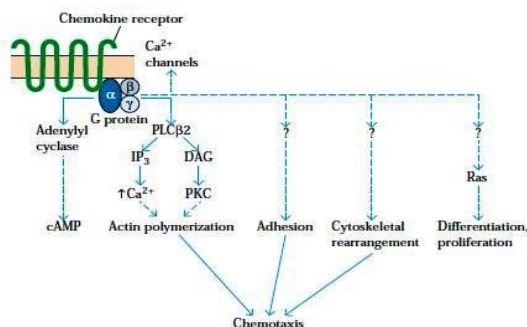 Chemokine receptor
Ca²⁺
channels
α
β
γ
G protein
Adenylyl
cyclase
PLCβ2
?
?
?
IP₃
DAG
Ras
↑Ca²⁺
PKC
cAMP
Actin polymerization
Adhesion
Cytoskeletal
rearrangement
Differentiation,
proliferation
Chemotaxis